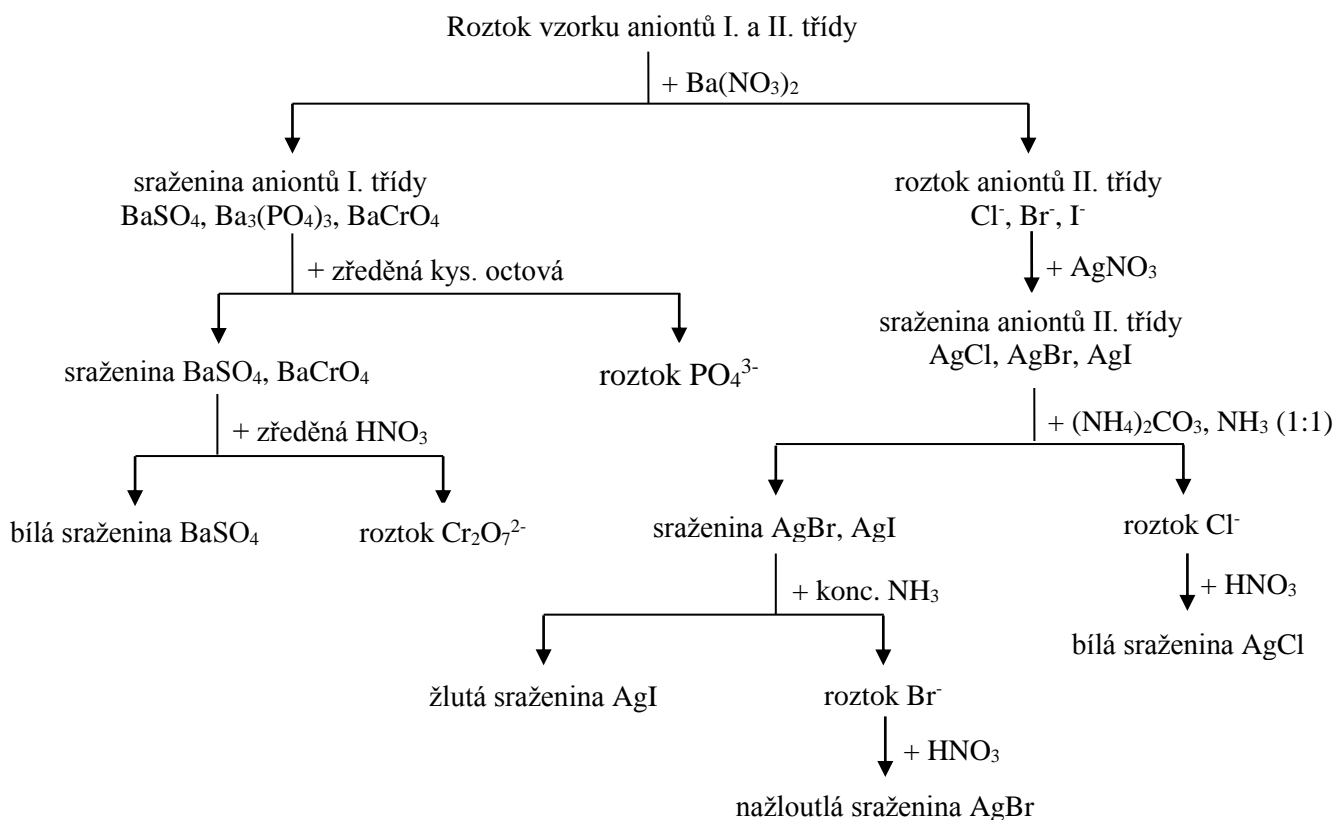 Roztok vzorku aniontů I. a II. třídy
+ Ba(NO₃)₂
sraženina aniontů I. třídy
BaSO₄, Ba₃(PO₄)₃, BaCrO₄
roztok aniontů II. třídy
Cl⁻, Br⁻, I⁻
+ zředěná kys. octová
+ AgNO₃
sraženina BaSO₄, BaCrO₄
roztok PO₄³⁻
sraženina aniontů II. třídy
AgCl, AgBr, AgI
+ zředěná HNO₃
+ (NH₄)₂CO₃, NH₃ (1:1)
bílá sraženina BaSO₄
roztok Cr₂O₇²⁻
sraženina AgBr, AgI
roztok Cl⁻
+ konc. NH₃
+ HNO₃
žlutá sraženina AgI
roztok Br⁻
bílá sraženina AgCl
+ HNO₃
nažloutlá sraženina AgBr